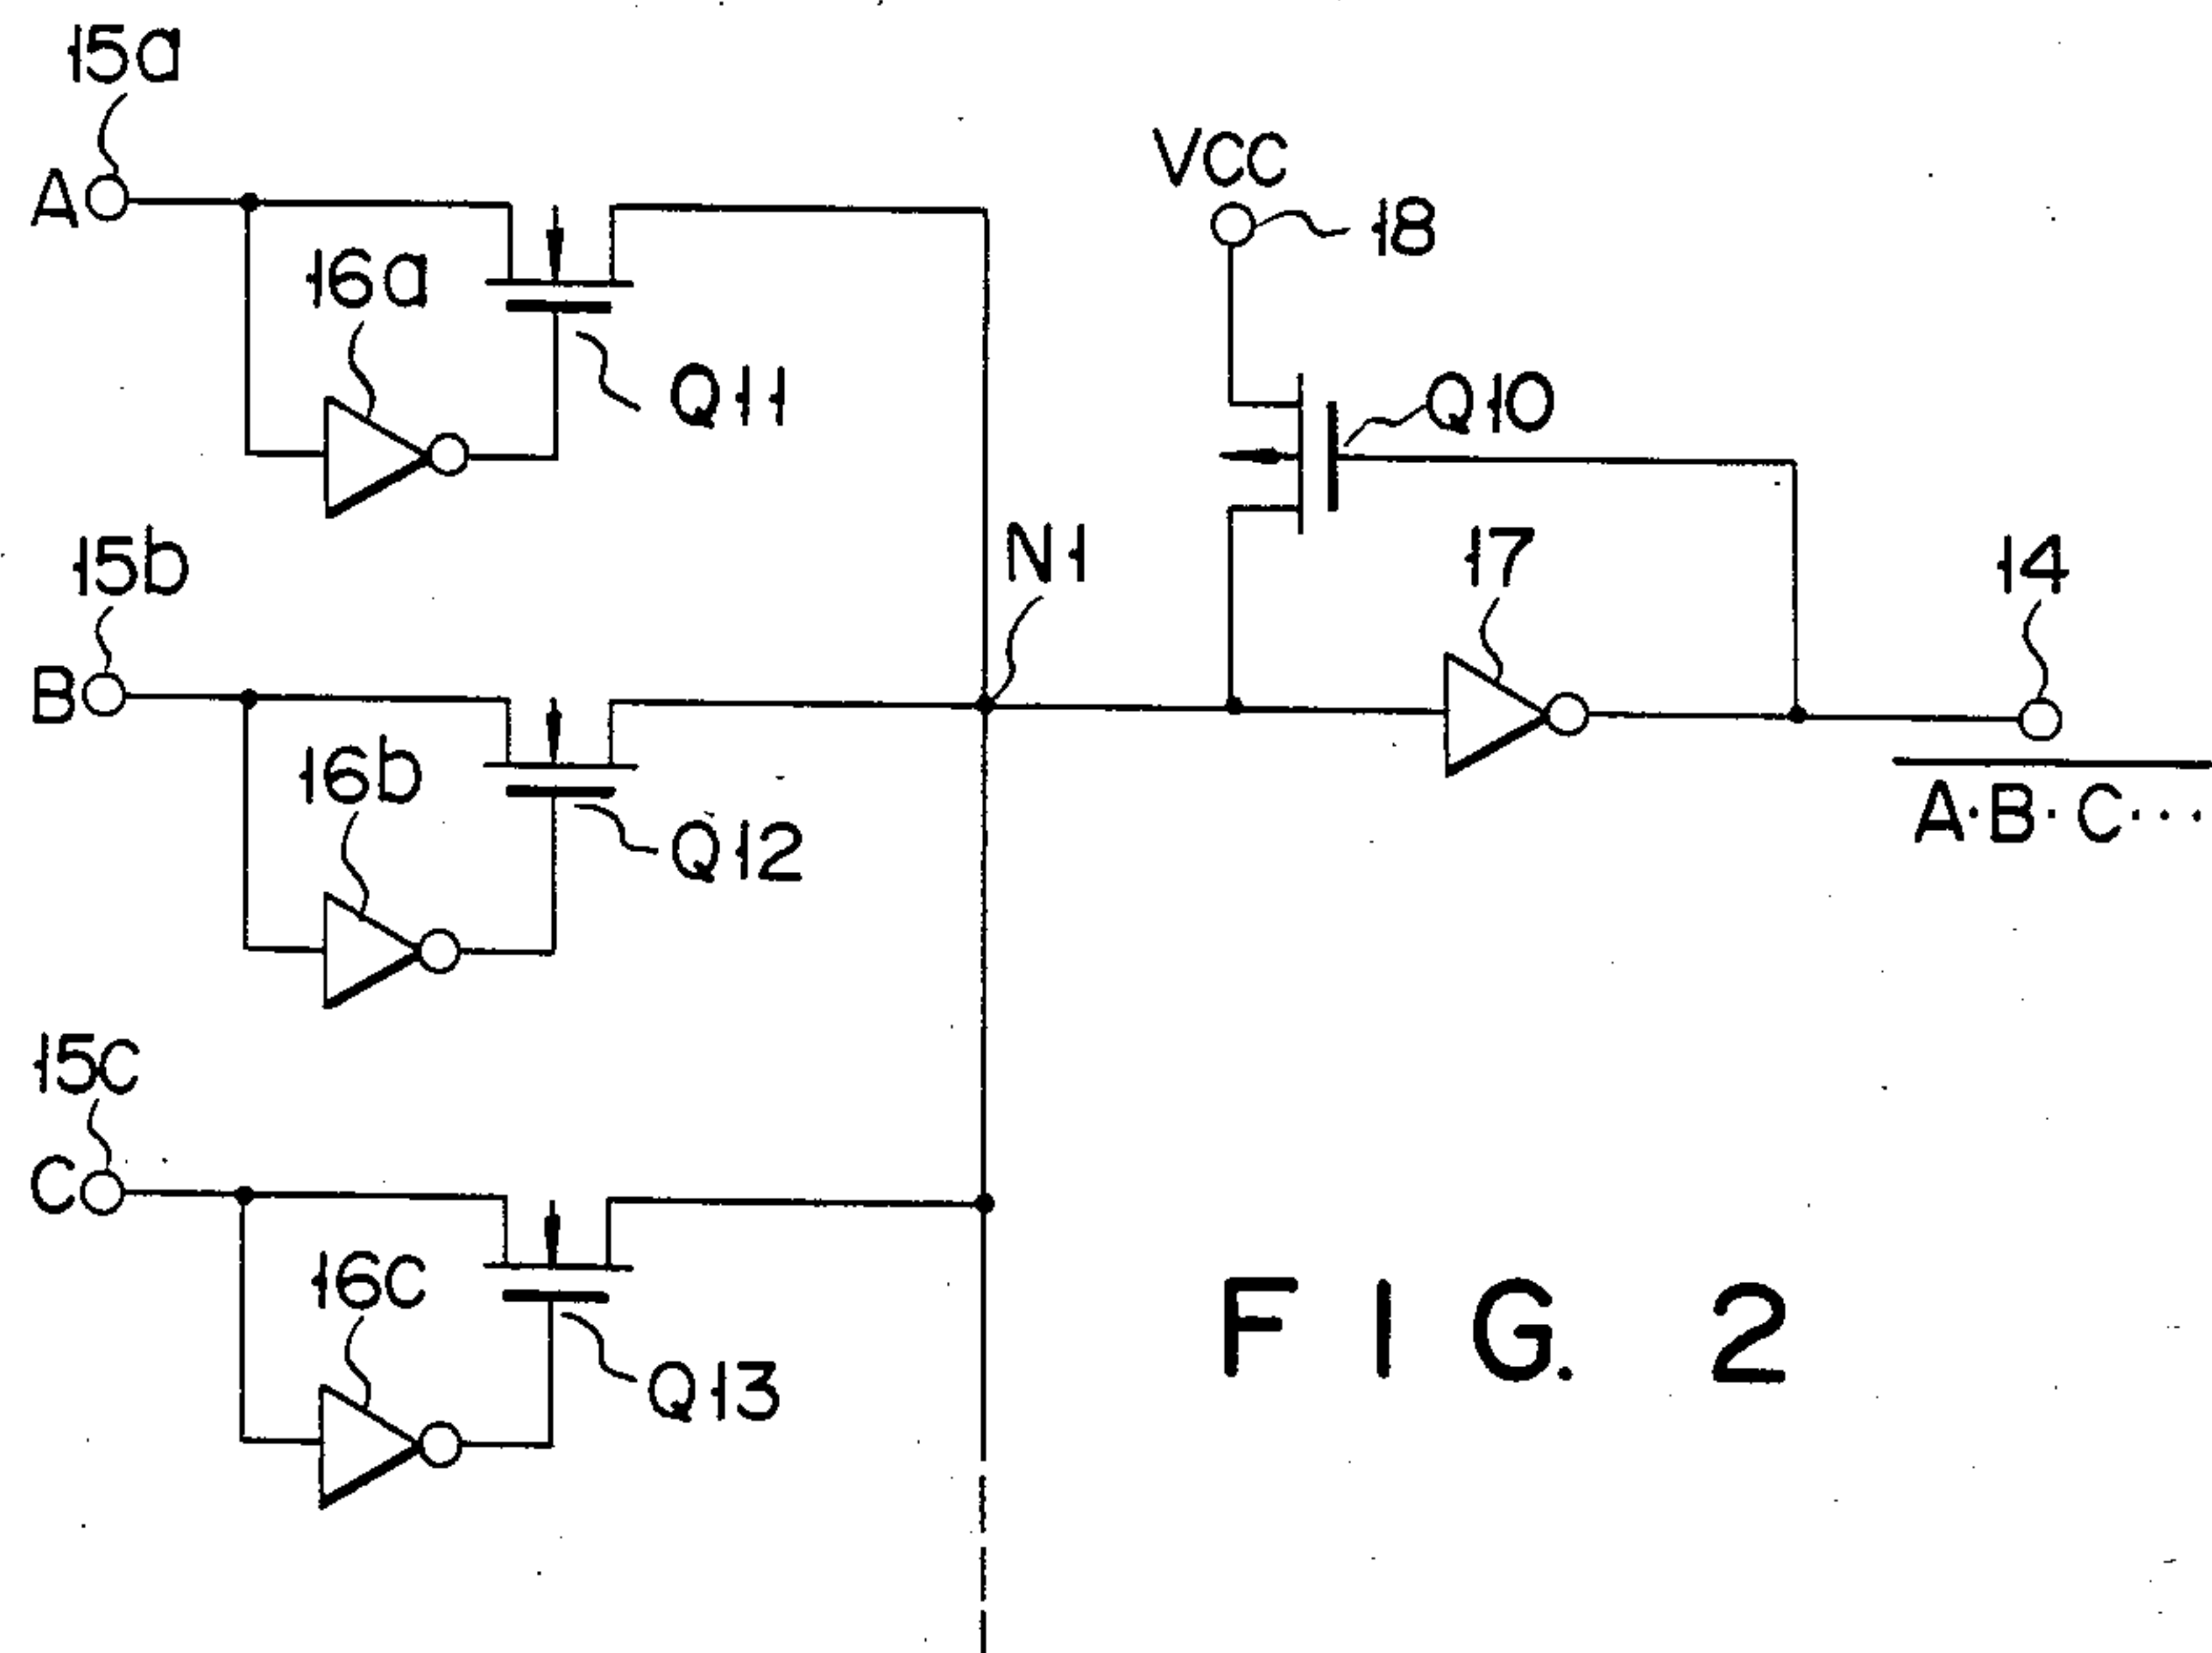 15a
A
16a
Q11
VCC
18
Q10
15b
B
16b
Q12
N1
17
14
A·B·C···
15C
C
16C
Q13
FIG. 2